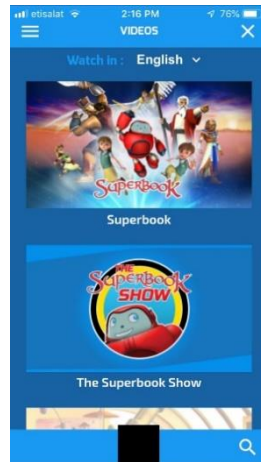 etisalat 2:16 PM 76%
VIDEOS
Watch in : English
SUPERBOOK
Superbook
THE
SUPERBOOK
SHOW
The Superbook Show